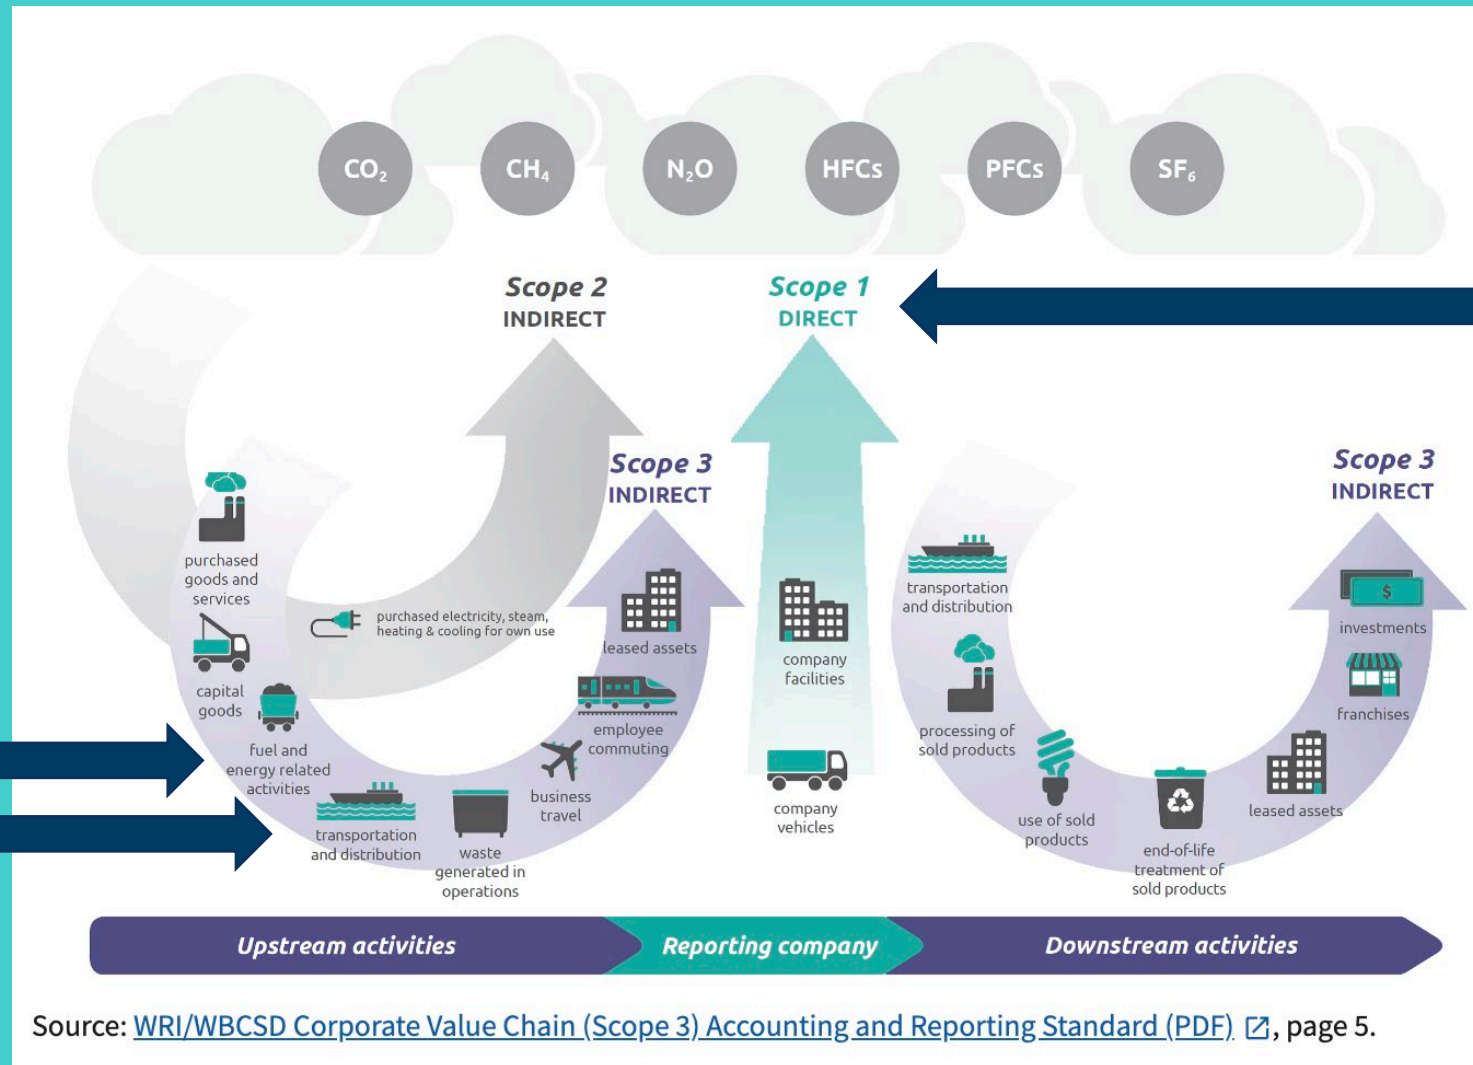 CO₂ CH₄ N₂O HFCs PFCs SF₆
Scope 2
INDIRECT
Scope 1
DIRECT
Scope 3
INDIRECT
Scope 3
INDIRECT
purchased
goods and
services
capital
goods
fuel and
energy related
activities
transportation
and distribution
waste
generated in
operations
business
travel
employee
commuting
leased assets
purchased electricity, steam,
heating & cooling for own use
company
facilities
company
vehicles
transportation
and distribution
processing of
sold products
use of sold
products
end-of-life
treatment of
sold products
leased assets
franchises
investments
$
Upstream activities
Reporting company
Downstream activities
Source: WRI/WBCSD Corporate Value Chain (Scope 3) Accounting and Reporting Standard (PDF), page 5.